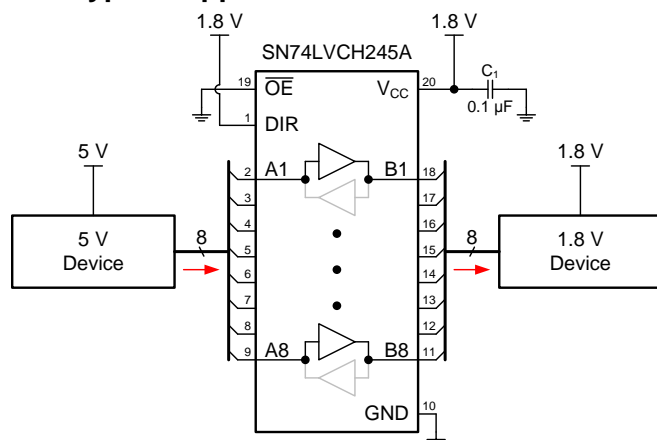 1.8 V
1.8 V
SN74LVCH245A
19
OE
VCC
20
C1
0.1 µF
1
DIR
5 V
1.8 V
2
A1
B1
18
3
17
4
16
5 V
Device
8
5
15
8
1.8 V
Device
6
14
7
13
8
12
9
A8
B8
11
GND
10